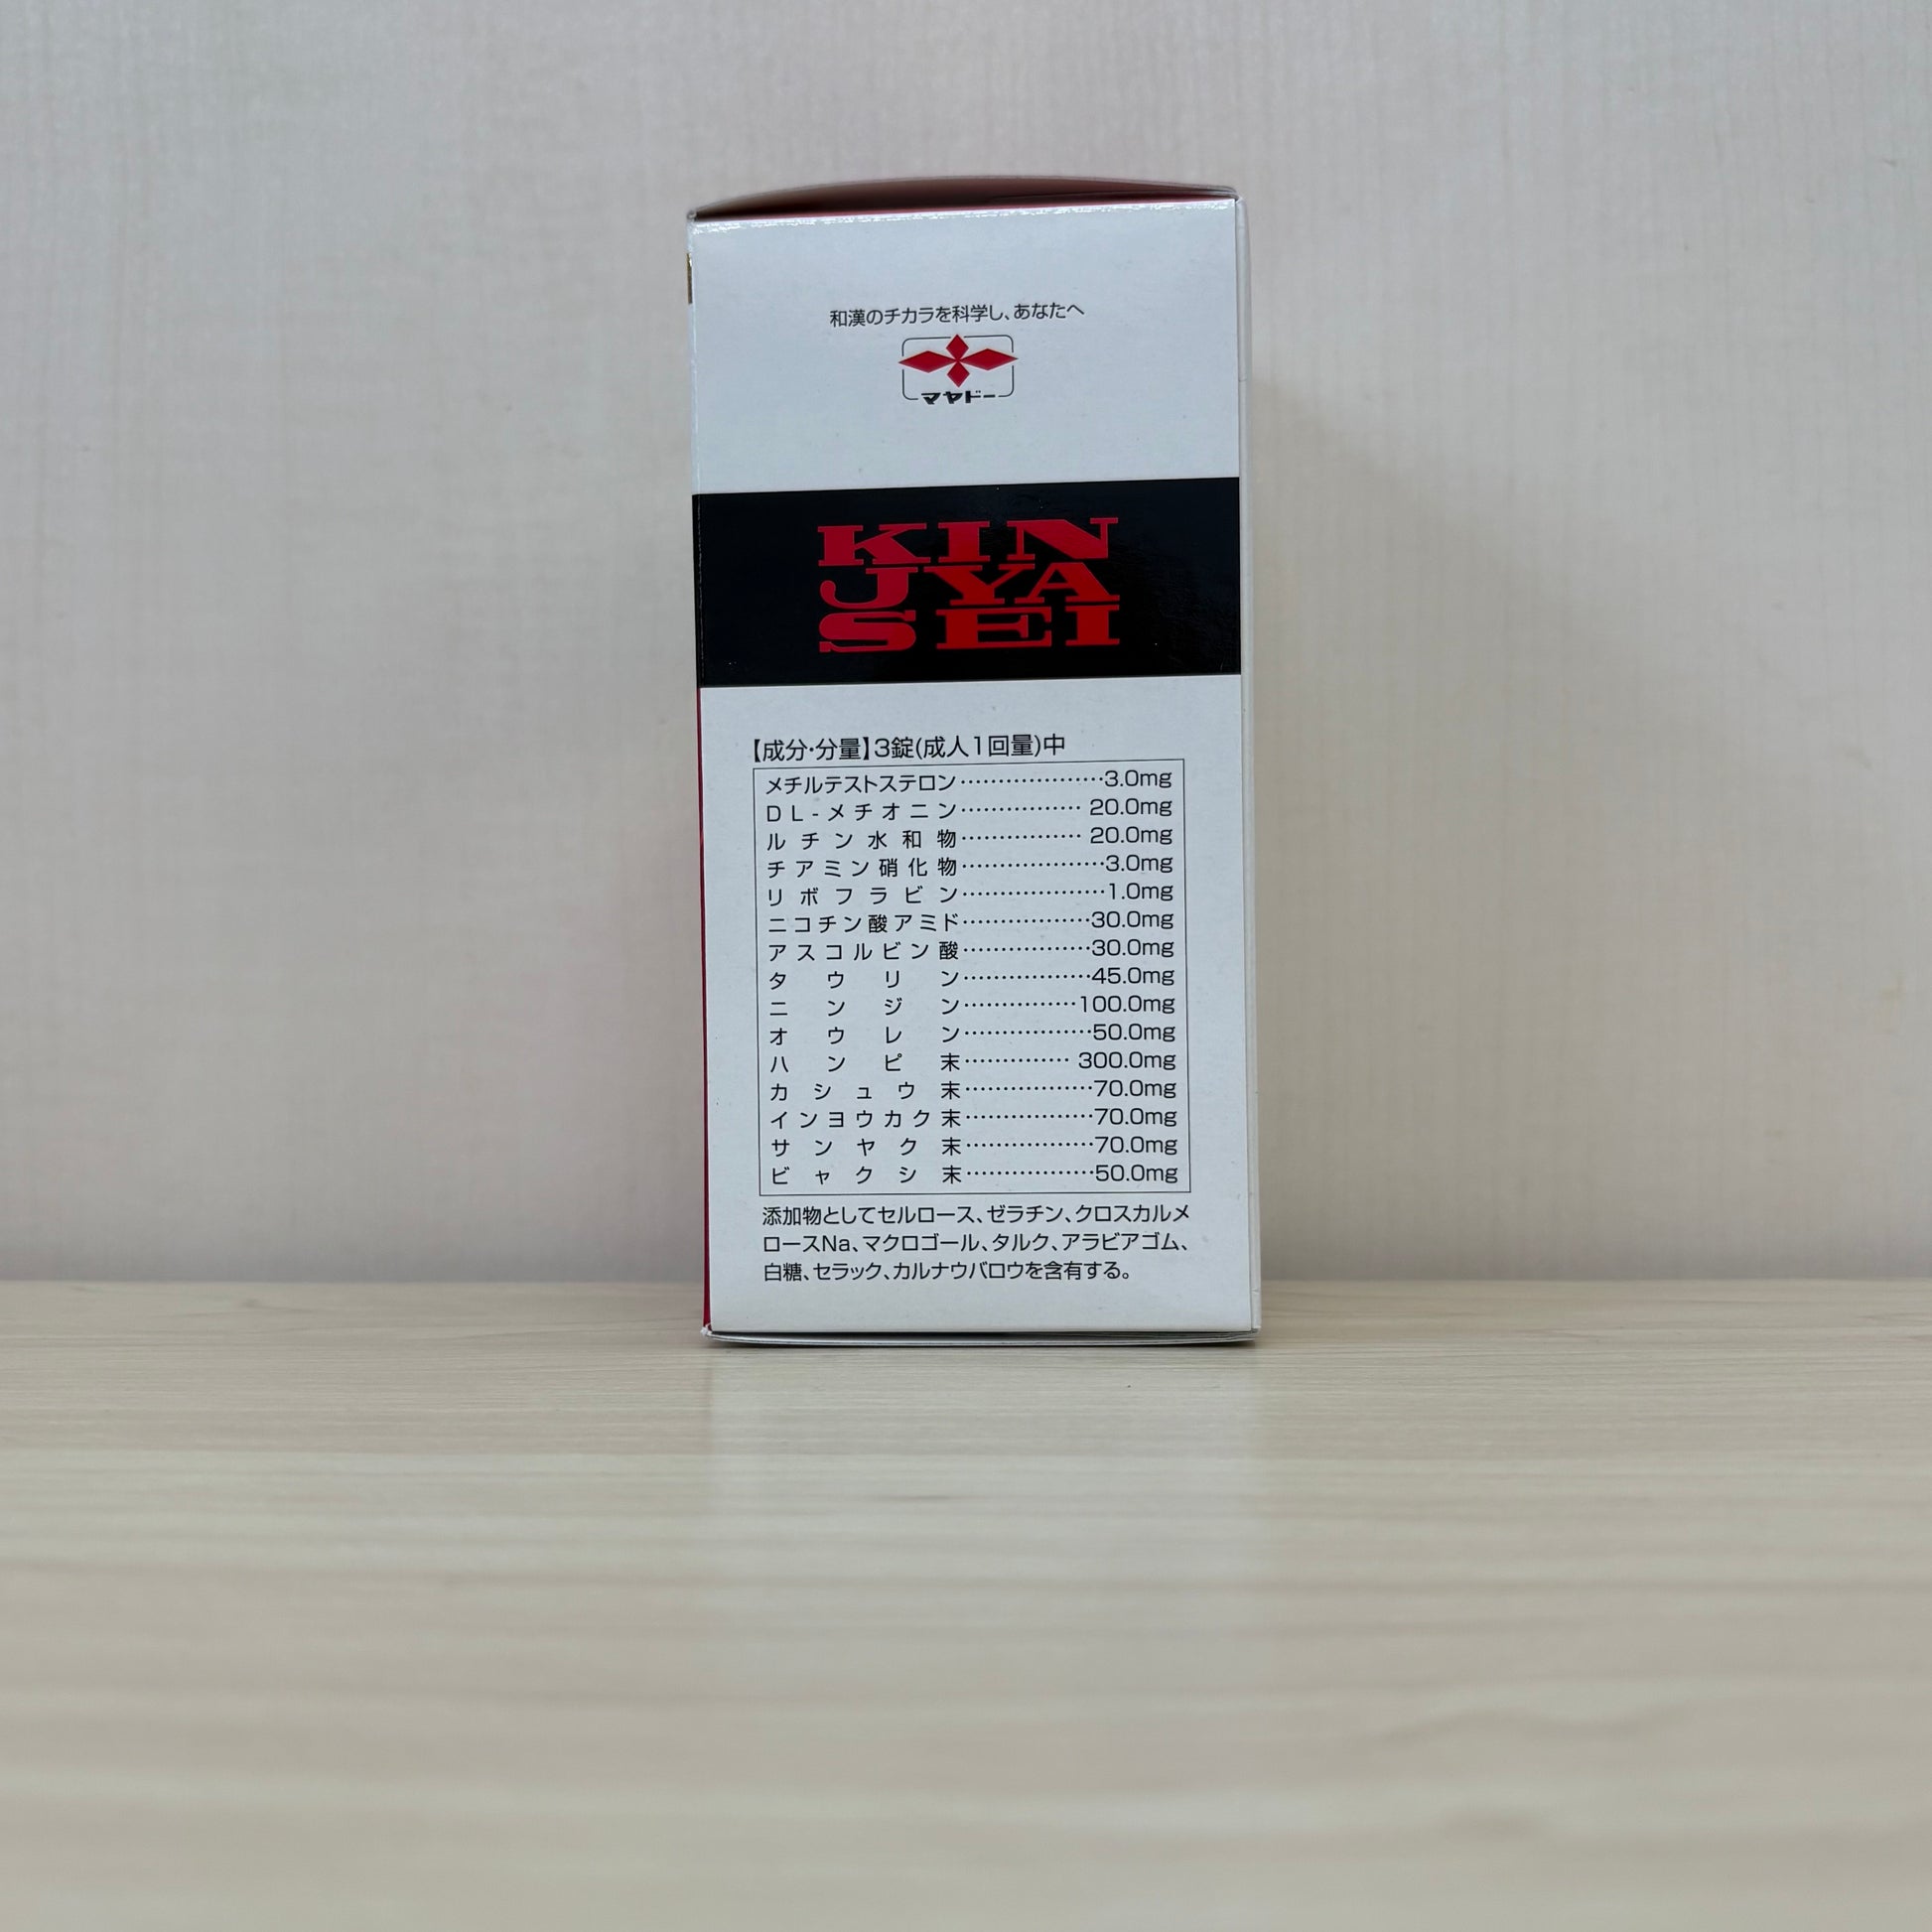 和漢のチカラを科学し、あなたへ
マヤドー
KIN
JYA
SEI
【成分・分量】3錠(成人1回量)中
メチルテストステロン…………………3.0mg
DL-メチオニン……………… 20.0mg
ルチン水和物……………… 20.0mg
チアミン硝化物…………………3.0mg
リボフラビン…………………1.0mg
ニコチン酸アミド………………30.0mg
アスコルビン酸………………30.0mg
タウリン………………45.0mg
ニンジン……………100.0mg
オウレン………………50.0mg
ハンピ末…………… 300.0mg
カシュウ末………………70.0mg
インヨウカク末………………70.0mg
サンヤク末………………70.0mg
ビャクシ末………………50.0mg
添加物としてセルロース、ゼラチン、クロスカルメ
ロースNa、マクロゴール、タルク、アラビアゴム、
白糖、セラック、カルナウバロウを含有する。